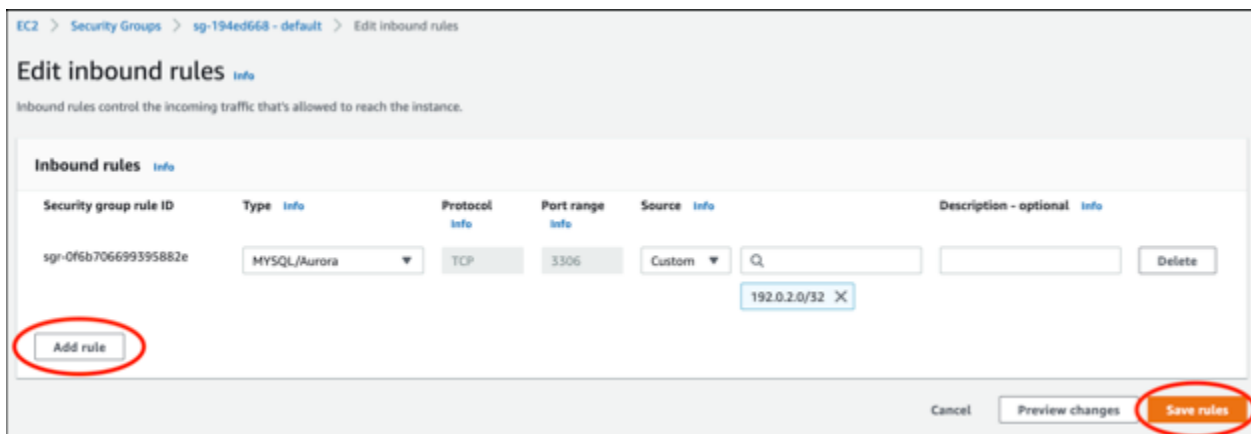 EC2 > Security Groups > sg-194ed668 - default > Edit inbound rules
Edit inbound rules Info
Inbound rules control the incoming traffic that's allowed to reach the instance.
Inbound rules Info
Security group rule ID Type Info Protocol Info Port range Info Source Info Description - optional Info
sgr-0f6b706699395882e MYSQL/Aurora TCP 3306 Custom Delete
192.0.2.0/32
Add rule
Cancel Preview changes Save rules